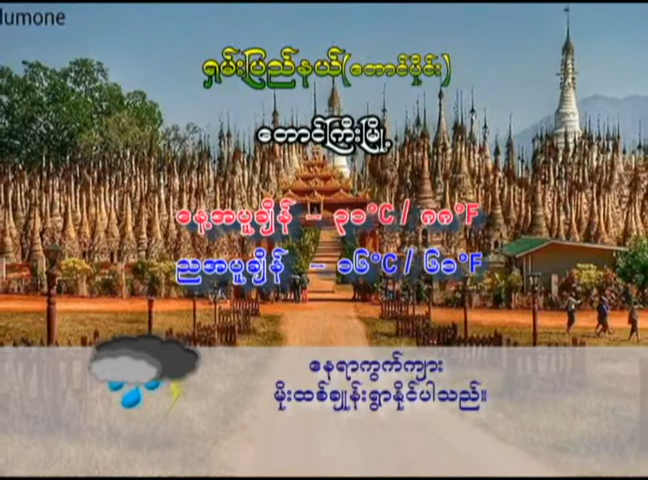 lumone
ရှမ်းပြည်နယ်(တောင်ပိုင်း)
တောင်ကြီးမြို့
နေ့အပူချိန် - ၃၁°C / ၈၈°F
ညအပူချိန် - ၁၆°C / ၆၁°F
နေရာကွက်ကျား
မိုးထစ်ချုန်းရွာနိုင်ပါသည်။